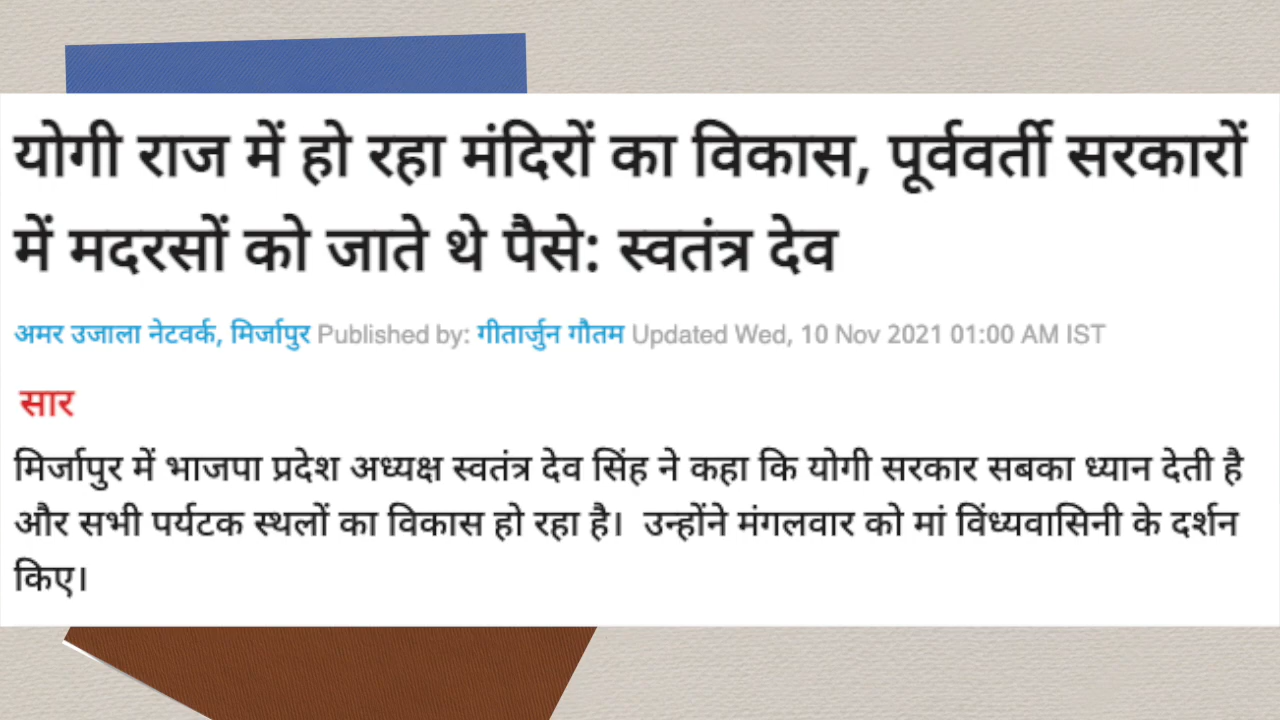 योगी राज में हो रहा मंदिरों का विकास, पूर्ववर्ती सरकारों
में मदरसों को जाते थे पैसे: स्वतंत्र देव
अमर उजाला नेटवर्क, मिर्जापुर Published by: गीतार्जुन गौतम Updated Wed, 10 Nov 2021 01:00 AM IST
सार
मिर्जापुर में भाजपा प्रदेश अध्यक्ष स्वतंत्र देव सिंह ने कहा कि योगी सरकार सबका ध्यान देती है
और सभी पर्यटक स्थलों का विकास हो रहा है। उन्होंने मंगलवार को मां विंध्यवासिनी के दर्शन
किए।